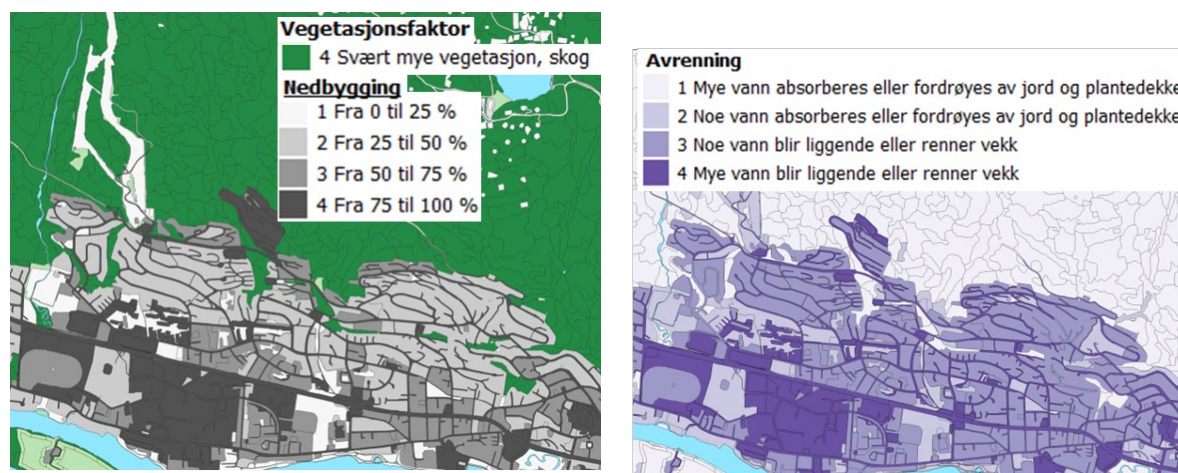 Vegetasjonsfaktor
4 Svært mye vegetasjon, skog
Nedbygging
1 Fra 0 til 25 %
2 Fra 25 til 50 %
3 Fra 50 til 75 %
4 Fra 75 til 100 %
Avrenning
1 Mye vann absorberes eller fordrøyes av jord og plantedekke
2 Noe vann absorberes eller fordrøyes av jord og plantedekke
3 Noe vann blir liggende eller renner vekk
4 Mye vann blir liggende eller renner vekk